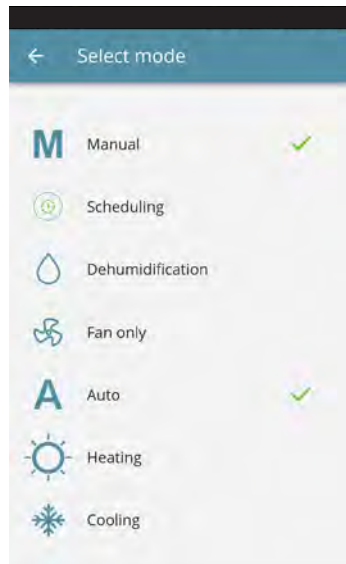 Select mode
M Manual
Scheduling
Dehumidification
Fan only
A Auto
Heating
Cooling